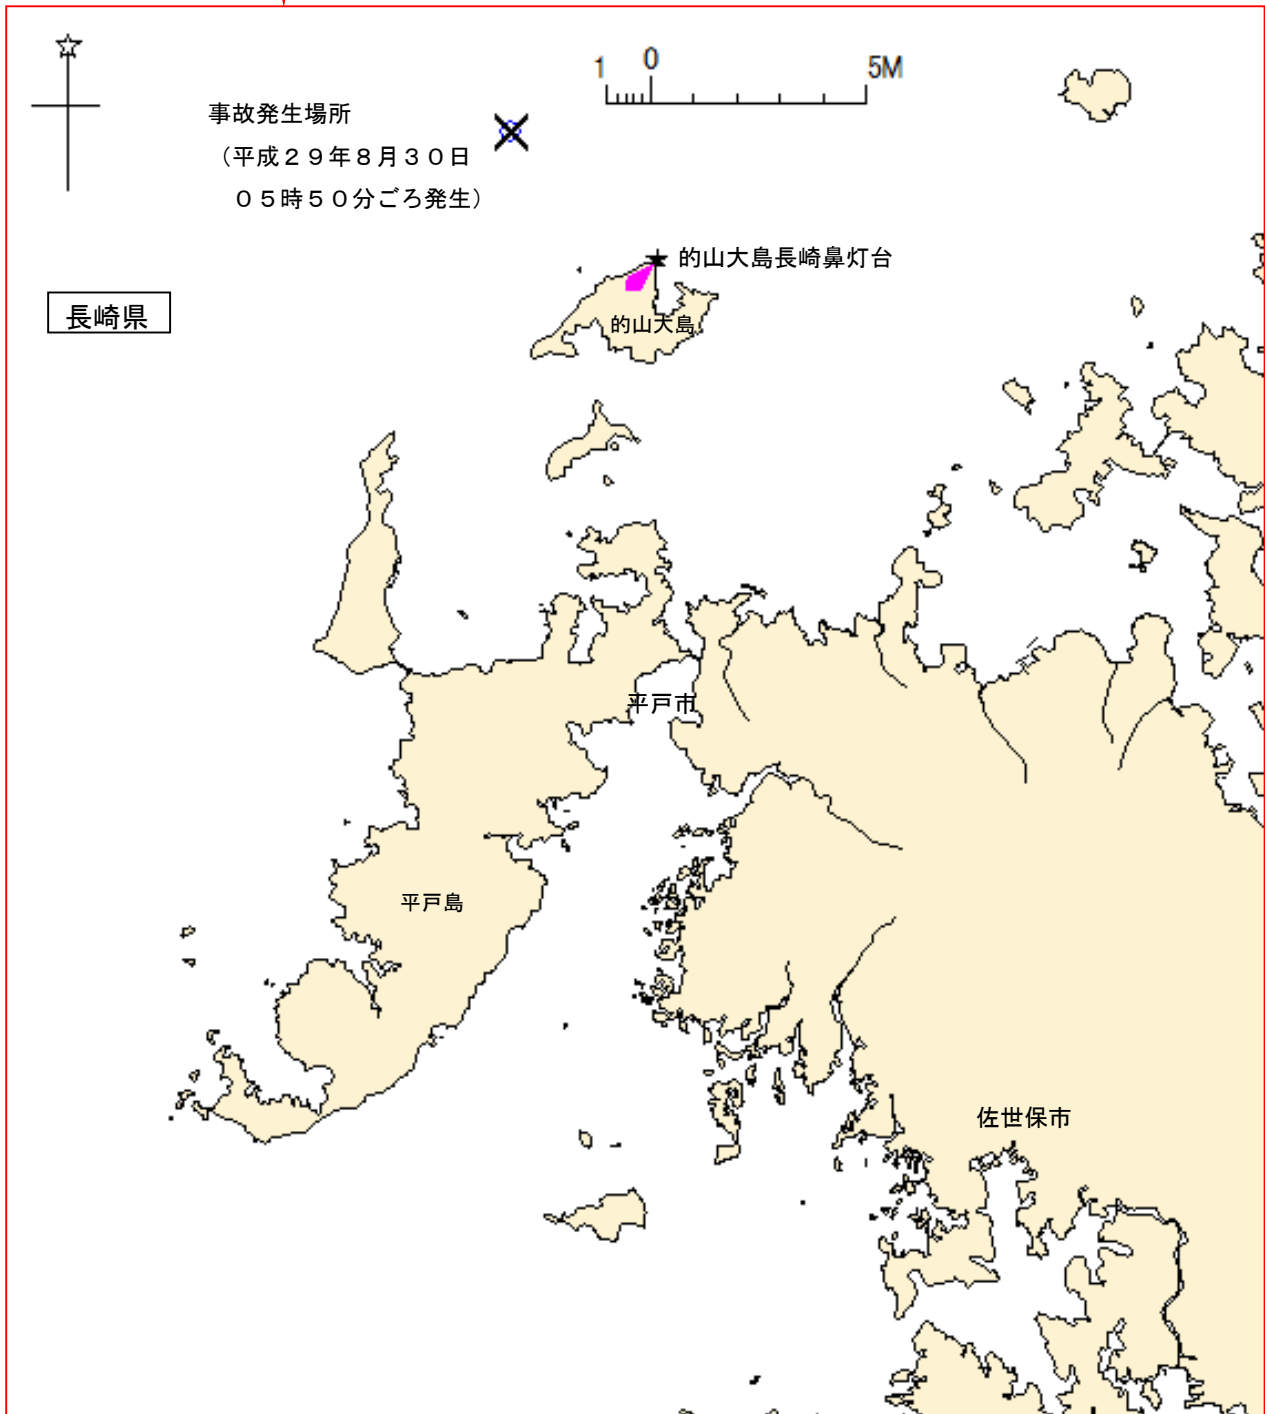 1 0 5M
事故発生場所
（平成２９年８月３０日
０５時５０分ごろ発生）
的山大島長崎鼻灯台
長崎県
的山大島
平戸市
平戸島
佐世保市